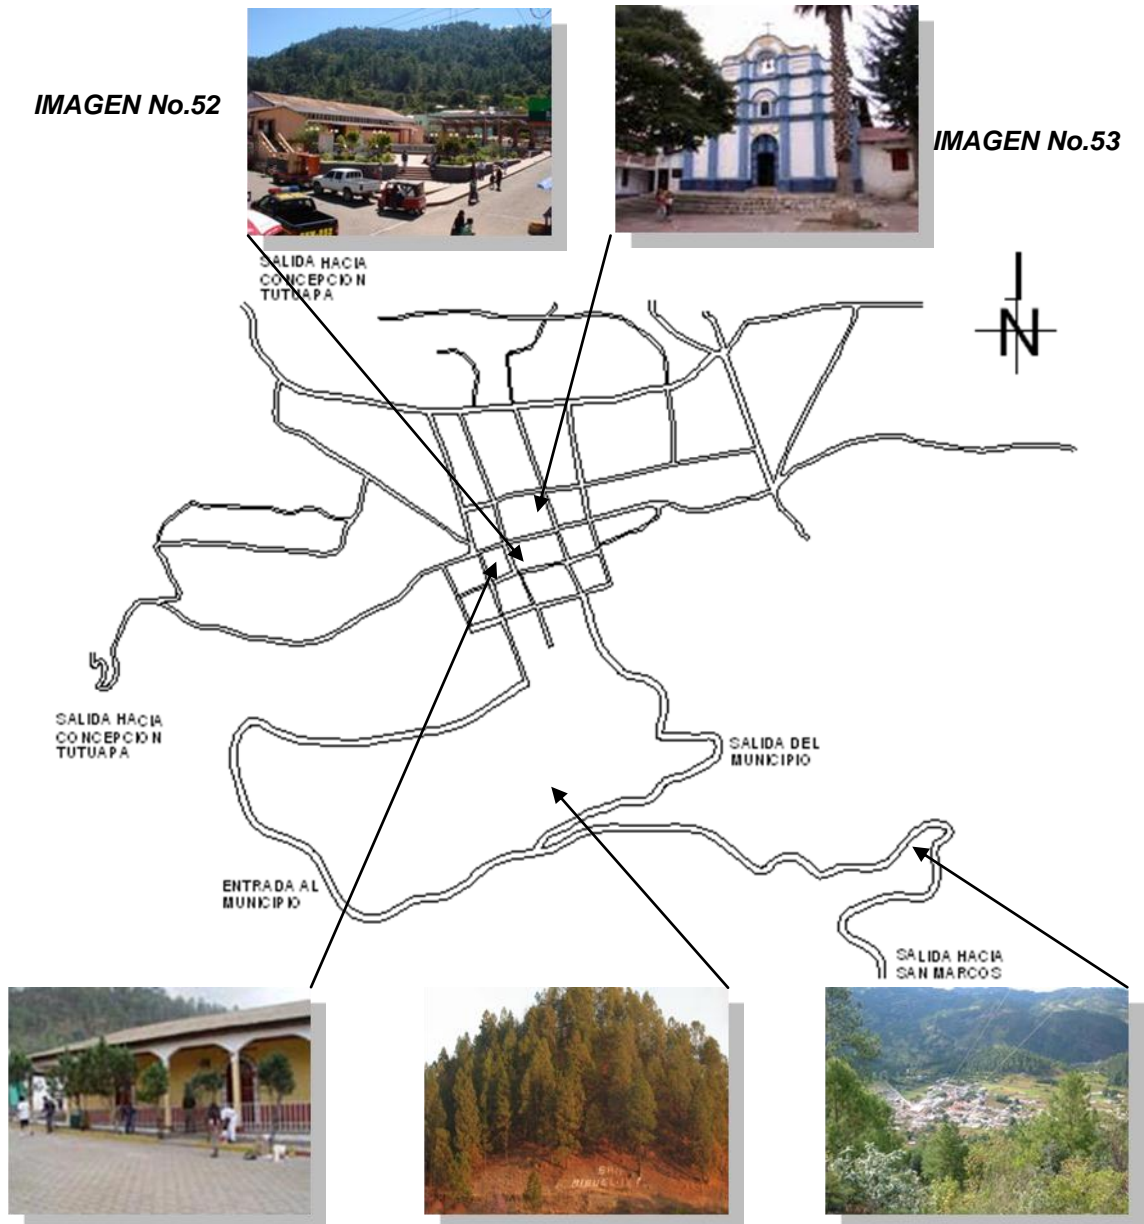 IMAGEN No.52
IMAGEN No.53
SALIDA HACIA
CONCEPCION
TUTUAPA
N
SALIDA HACIA
CONCEPCION
TUTUAPA
SALIDA DEL
MUNICIPIO
ENTRADA AL
MUNICIPIO
SALIDA HACIA
SAN MARCOS
SAN